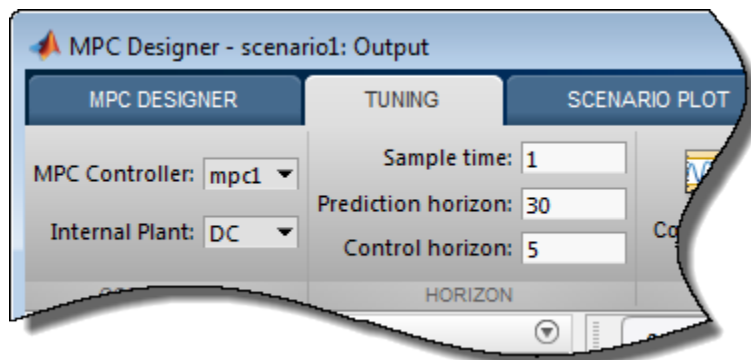 MPC Designer - scenario1: Output
MPC DESIGNER TUNING SCENARIO PLOT
MPC Controller: mpc1
Internal Plant: DC
Sample time: 1
Prediction horizon: 30
Control horizon: 5
HORIZON